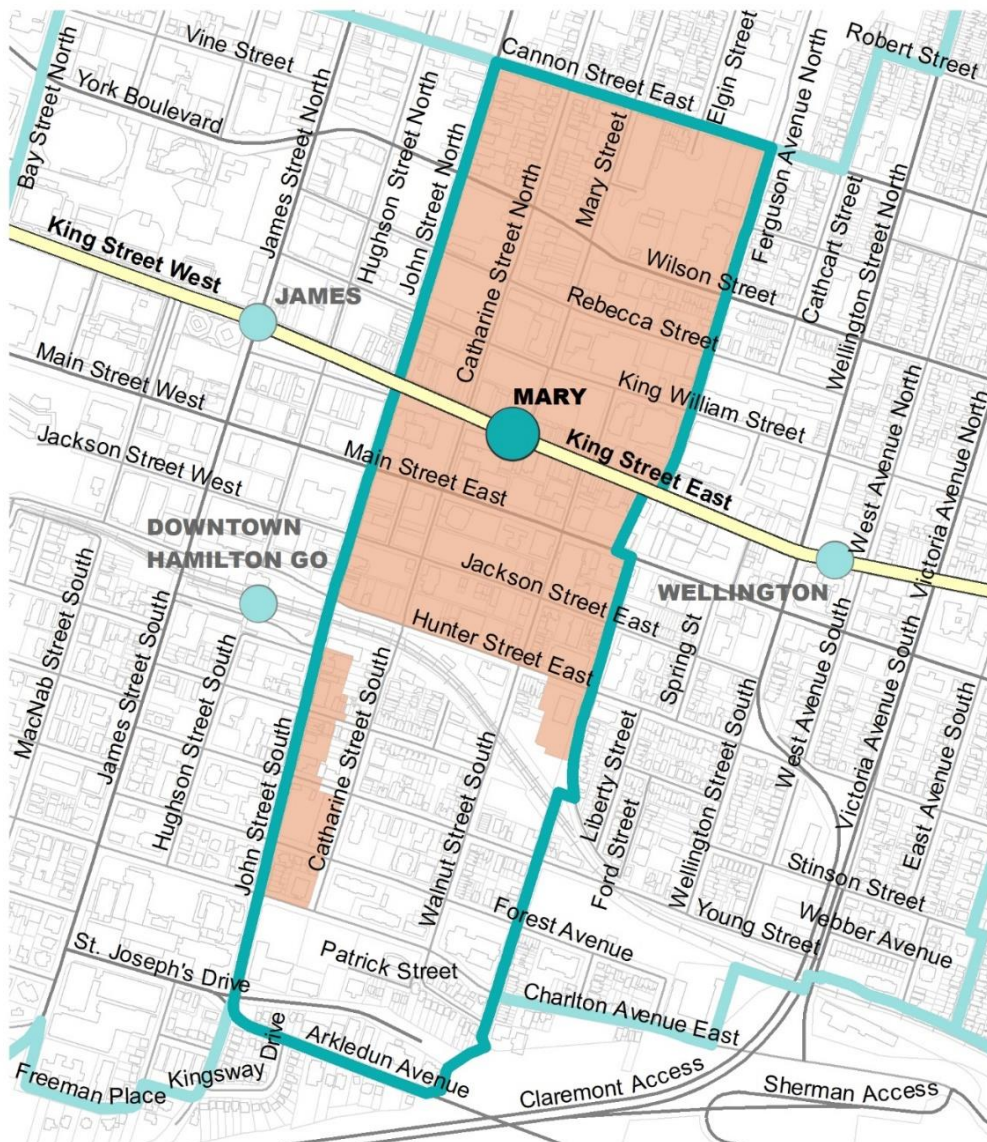 Vine Street
Cannon Street East
Elgin Street
Robert Street
York Boulevard
Bay Street North
James Street North
Hughson Street North
John Street North
Mary Street
Ferguson Avenue North
Catharine Street North
Cathcart Street
Wellington Street North
King Street West
JAMES
Wilson Street
Rebecca Street
Main Street West
MARY
King William Street
West Avenue North
Victoria Avenue North
Jackson Street West
Main Street East
King Street East
DOWNTOWN
HAMILTON GO
Jackson Street East
WELLINGTON
Hunter Street East
Spring St
MacNab Street South
James Street South
Hughson Street South
John Street South
Catharine Street South
Walnut Street South
Liberty Street
Ford Street
Wellington Street South
West Avenue South
Victoria Avenue South
East Avenue South
Stinson Street
Young Street
Webber Avenue
Forest Avenue
St. Joseph's Drive
Patrick Street
Charlton Avenue East
Arkledun Avenue
Kingsway Drive
Freeman Place
Claremont Access
Sherman Access